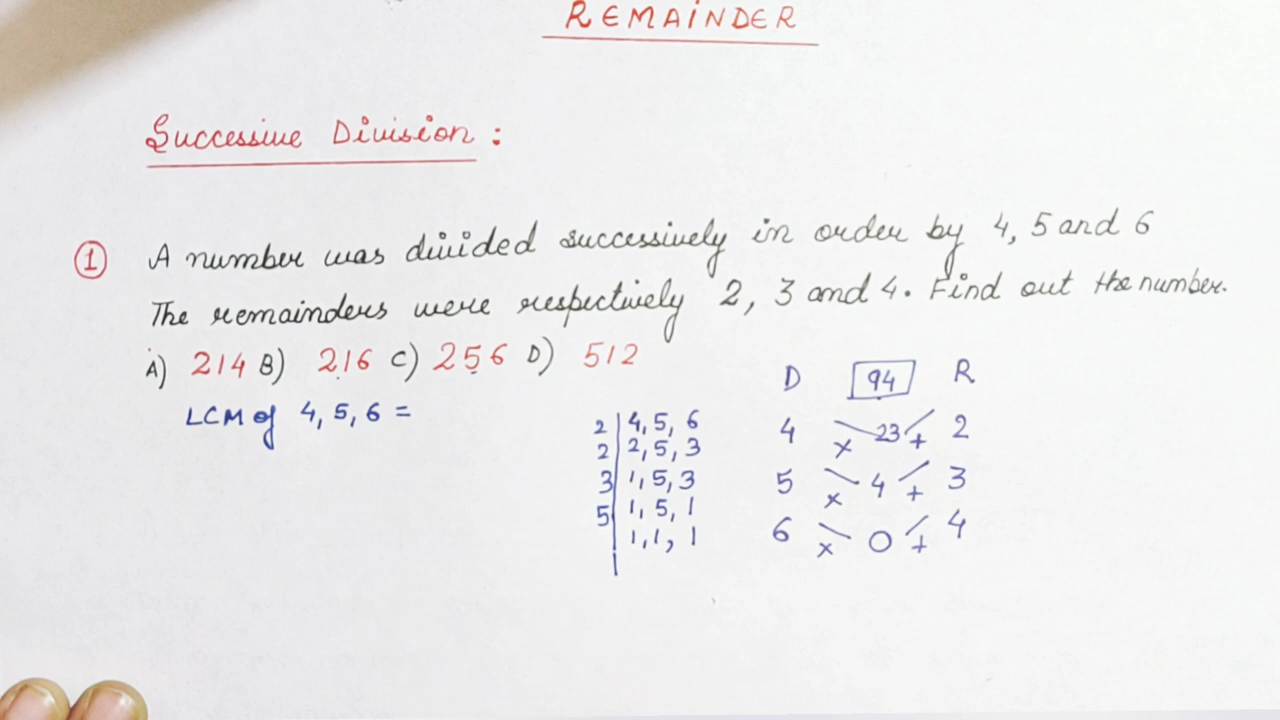 REMAINDER
Successive Division :
1 A number was divided successively in order by 4, 5 and 6
The remainders were respectively 2, 3 and 4. Find out the number.
A) 214 B) 216 C) 256 D) 512
LCM of 4, 5, 6 =
2 | 4, 5, 6
2 | 2, 5, 3
3 | 1, 5, 3
5 | 1, 5, 1
1, 1, 1
D 94 R
4 × 23 + 2
5 × 4 + 3
6 × 0 + 4